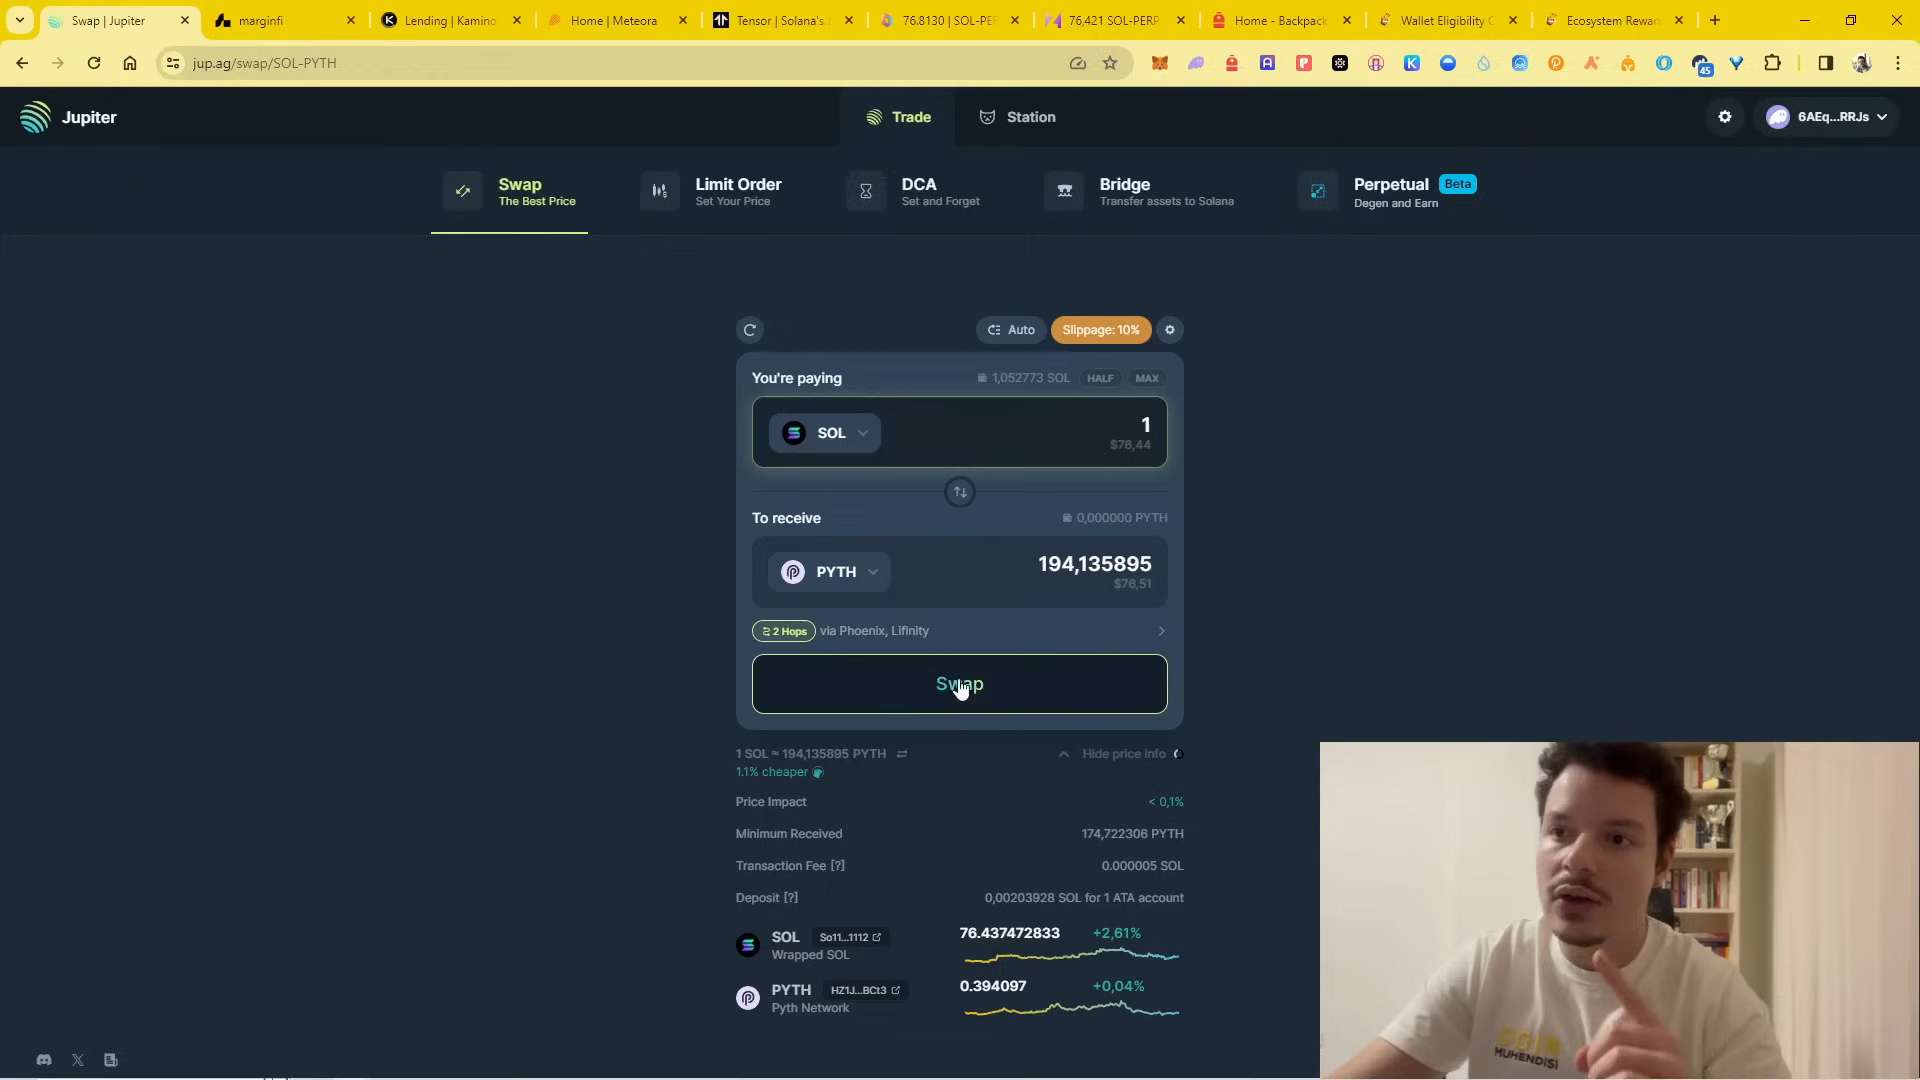 Swap | Jupiter
marginfi
Lending | Kamino
Home | Meteora
Tensor | Solana's
76.8130 | SOL-PER
76,421 SOL-PERP
Home - Backpack
Wallet Eligibility C
Ecosystem Rewar
jup.ag/swap/SOL-PYTH
45
Jupiter
Trade
Station
6AEq...RRJs
Swap
The Best Price
Limit Order
Set Your Price
DCA
Set and Forget
Bridge
Transfer assets to Solana
Perpetual
Beta
Degen and Earn
Auto
Slippage: 10%
You're paying
1,052773 SOL
HALF
MAX
SOL
1
$76,44
To receive
0,000000 PYTH
PYTH
194,135895
$76,51
2 Hops
via Phoenix, Lifinity
Swap
1 SOL ≈ 194,135895 PYTH
Hide price info
1.1% cheaper
Price Impact
< 0,1%
Minimum Received
174,722306 PYTH
Transaction Fee [?]
0.000005 SOL
Deposit [?]
0,00203928 SOL for 1 ATA account
SOL
So11...1112
76.437472833
+2,61%
Wrapped SOL
PYTH
HZ1J...BCt3
0.394097
+0,04%
Pyth Network
MUHENDISI